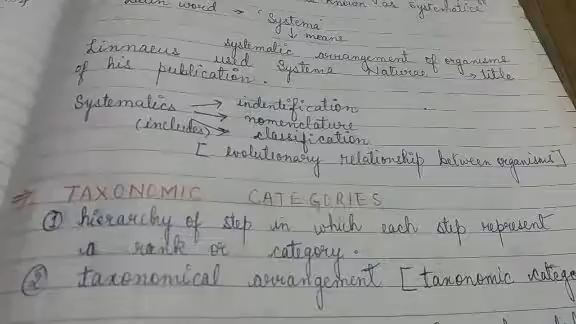 Latin word → "Systema" known as Systematics"
↓ means
systematic arrangement of organisms
Linnaeus used Systema Naturae → title
of his publication.
Systematics → indentification
(includes) → nomenclature
→ classification
[ evolutionary relationship between organisms ]
⇒ TAXONOMIC CATEGORIES
① hierarchy of step in which each step represent
a rank or category.
② taxonomical arrangement [taxonomic catego